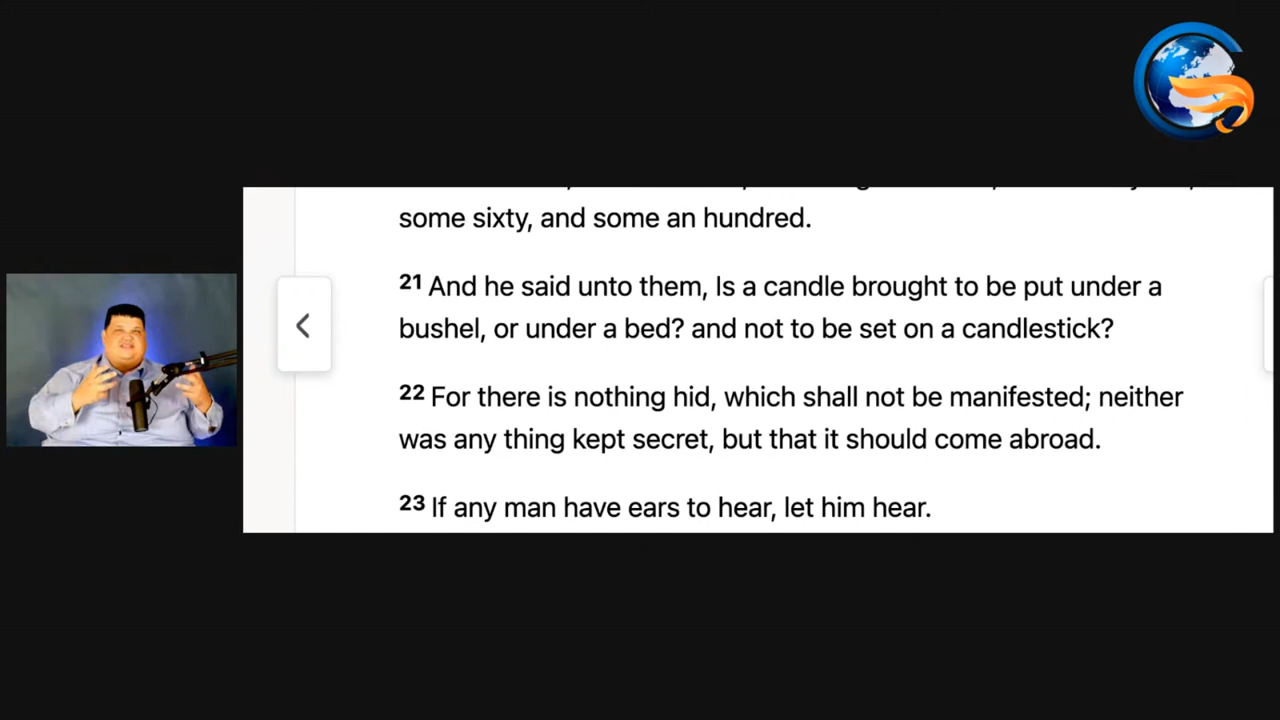 some sixty, and some an hundred.
21 And he said unto them, Is a candle brought to be put under a
bushel, or under a bed? and not to be set on a candlestick?
22 For there is nothing hid, which shall not be manifested; neither
was any thing kept secret, but that it should come abroad.
23 If any man have ears to hear, let him hear.